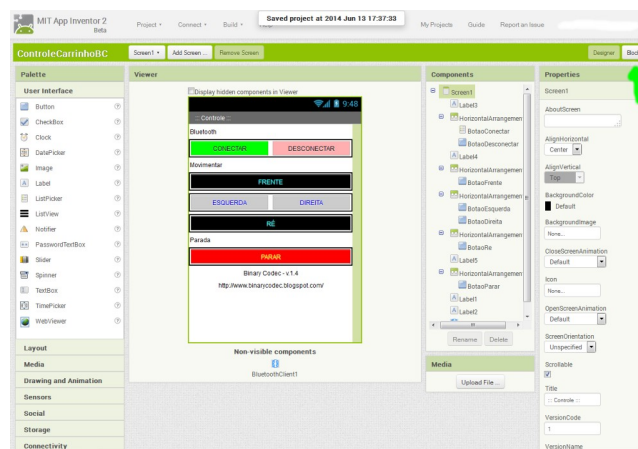 MIT App Inventor 2
Beta
Project
Connect
Build
Saved project at 2014 Jun 13 17:37:33
My Projects
Guide
Report an Issue
ControleCarrinhoBC
Screen1
Add Screen ...
Remove Screen
Designer
Block
Palette
User Interface
Button
CheckBox
Clock
DatePicker
Image
Label
ListPicker
ListView
Notifier
PasswordTextBox
Slider
Spinner
TextBox
TimePicker
WebViewer
Layout
Media
Drawing and Animation
Sensors
Social
Storage
Connectivity
Viewer
Display hidden components in Viewer
9:48
::. Controle :::
Bluetooth
CONECTAR
DESCONECTAR
Movimentar
FRENTE
ESQUERDA
DIREITA
RÉ
Parada
PARAR
Binary Codec - v.1.4
http://www.binarycodec.blogspot.com/
Non-visible components
BluetoothClient1
Components
Screen1
Label3
HorizontalArrangemen
BotaoConectar
BotaoDesconectar
Label4
HorizontalArrangemen
BotaoFrente
HorizontalArrangemen
BotaoEsquerda
BotaoDireita
HorizontalArrangemen
BotaoRe
Label5
HorizontalArrangemen
BotaoParar
Label1
Label2
Rename
Delete
Media
Upload File ...
Properties
Screen1
AboutScreen
AlignHorizontal
Center
AlignVertical
Top
BackgroundColor
Default
BackgroundImage
None...
CloseScreenAnimation
Default
Icon
None...
OpenScreenAnimation
Default
ScreenOrientation
Unspecified
Scrollable
Title
::. Console :::
VersionCode
1
VersionName